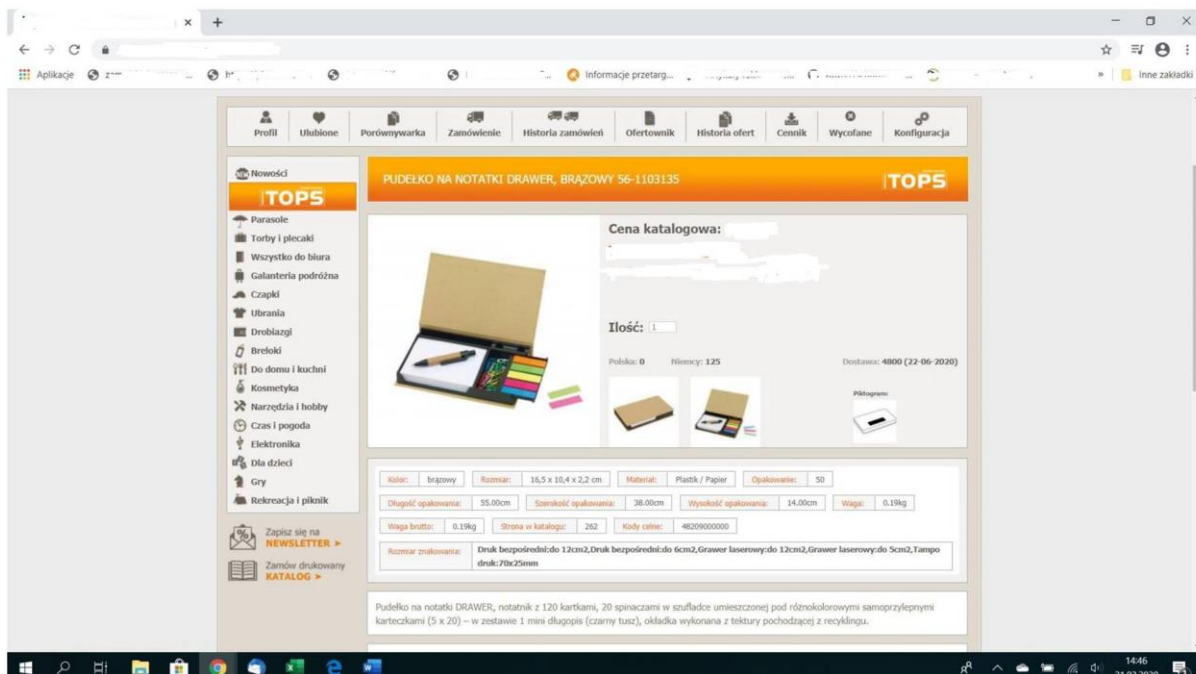 Aplikacje
Informacje przetarg...
Inne zakładki
Profil
Ulubione
Porównywarka
Zamówienie
Historia zamówień
Ofertownik
Historia ofert
Cennik
Wycofane
Konfiguracja
Nowości
TOPS
Parasole
Torby i plecaki
Wszystko do biura
Galanteria podróżna
Czapki
Ubrania
Drobiazgi
Breloki
Do domu i kuchni
Kosmetyka
Narzędzia i hobby
Czas i pogoda
Elektronika
Dla dzieci
Gry
Rekreacja i piknik
Zapisz się na
NEWSLETTER ►
Zamów drukowany
KATALOG ►
PUDEŁKO NA NOTATKI DRAWER, BRĄZOWY 56-1103135
TOPS
Cena katalogowa:
Ilość: 1
Polska: 0 Niemcy: 125 Dostawa: 4800 (22-06-2020)
Piktogram:
Kolor: brązowy Rozmiar: 16,5 x 10,4 x 2,2 cm Materiał: Plastik / Papier Opakowanie: 50
Długość opakowania: 55.00cm Szerokość opakowania: 38.00cm Wysokość opakowania: 14.00cm Waga: 0.19kg
Waga brutto: 0.19kg Strona w katalogu: 262 Kody celne: 48209000000
Rozmiar znakowania: Druk bezpośredni:do 12cm2,Druk bezpośredni:do 6cm2,Grawer laserowy:do 12cm2,Grawer laserowy:do 5cm2,Tampo
druk:70x25mm
Pudełko na notatki DRAWER, notatnik z 120 kartkami, 20 spinaczami w szufladce umieszczonej pod różnokolorowymi samoprzylepnymi
karteczkami (5 x 20) – w zestawie 1 mini długopis (czarny tusz), okładka wykonana z tektury pochodzącej z recyklingu.
14:46